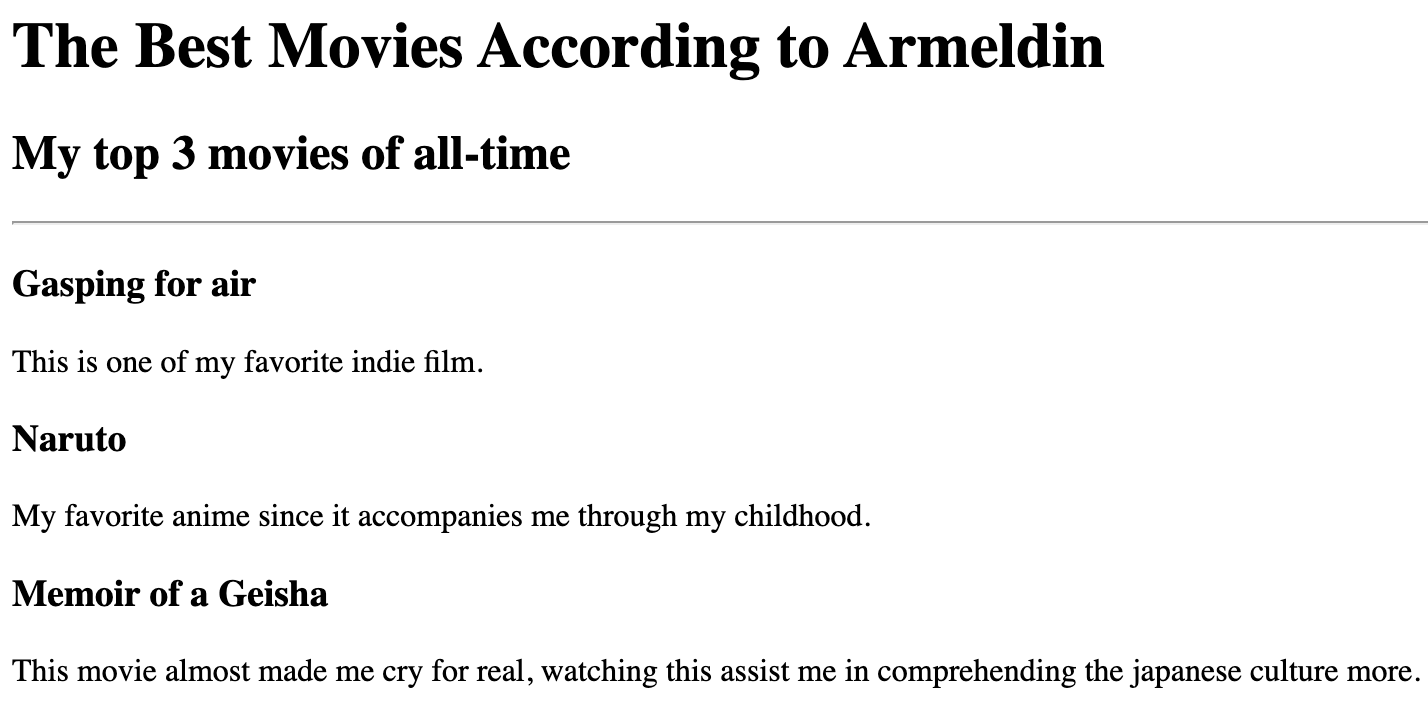 The Best Movies According to Armeldin
My top 3 movies of all-time
Gasping for air
This is one of my favorite indie film.
Naruto
My favorite anime since it accompanies me through my childhood.
Memoir of a Geisha
This movie almost made me cry for real, watching this assist me in comprehending the japanese culture more.